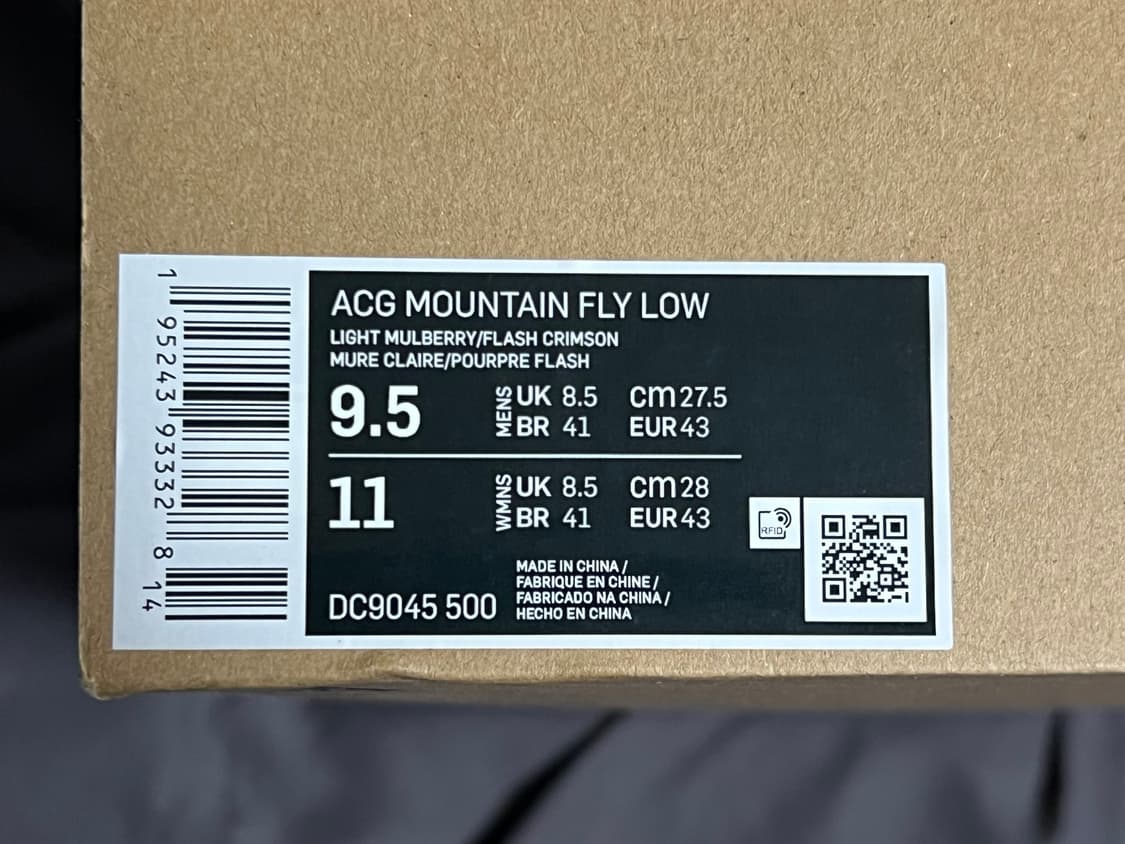 1 95243 93332 8 14
ACG MOUNTAIN FLY LOW
LIGHT MULBERRY/FLASH CRIMSON
MURE CLAIRE/POURPRE FLASH
9.5 MENS UK 8.5 cm 27.5
BR 41 EUR 43
11 WMNS UK 8.5 cm 28
BR 41 EUR 43
RFID
DC9045 500
MADE IN CHINA /
FABRIQUE EN CHINE /
FABRICADO NA CHINA /
HECHO EN CHINA